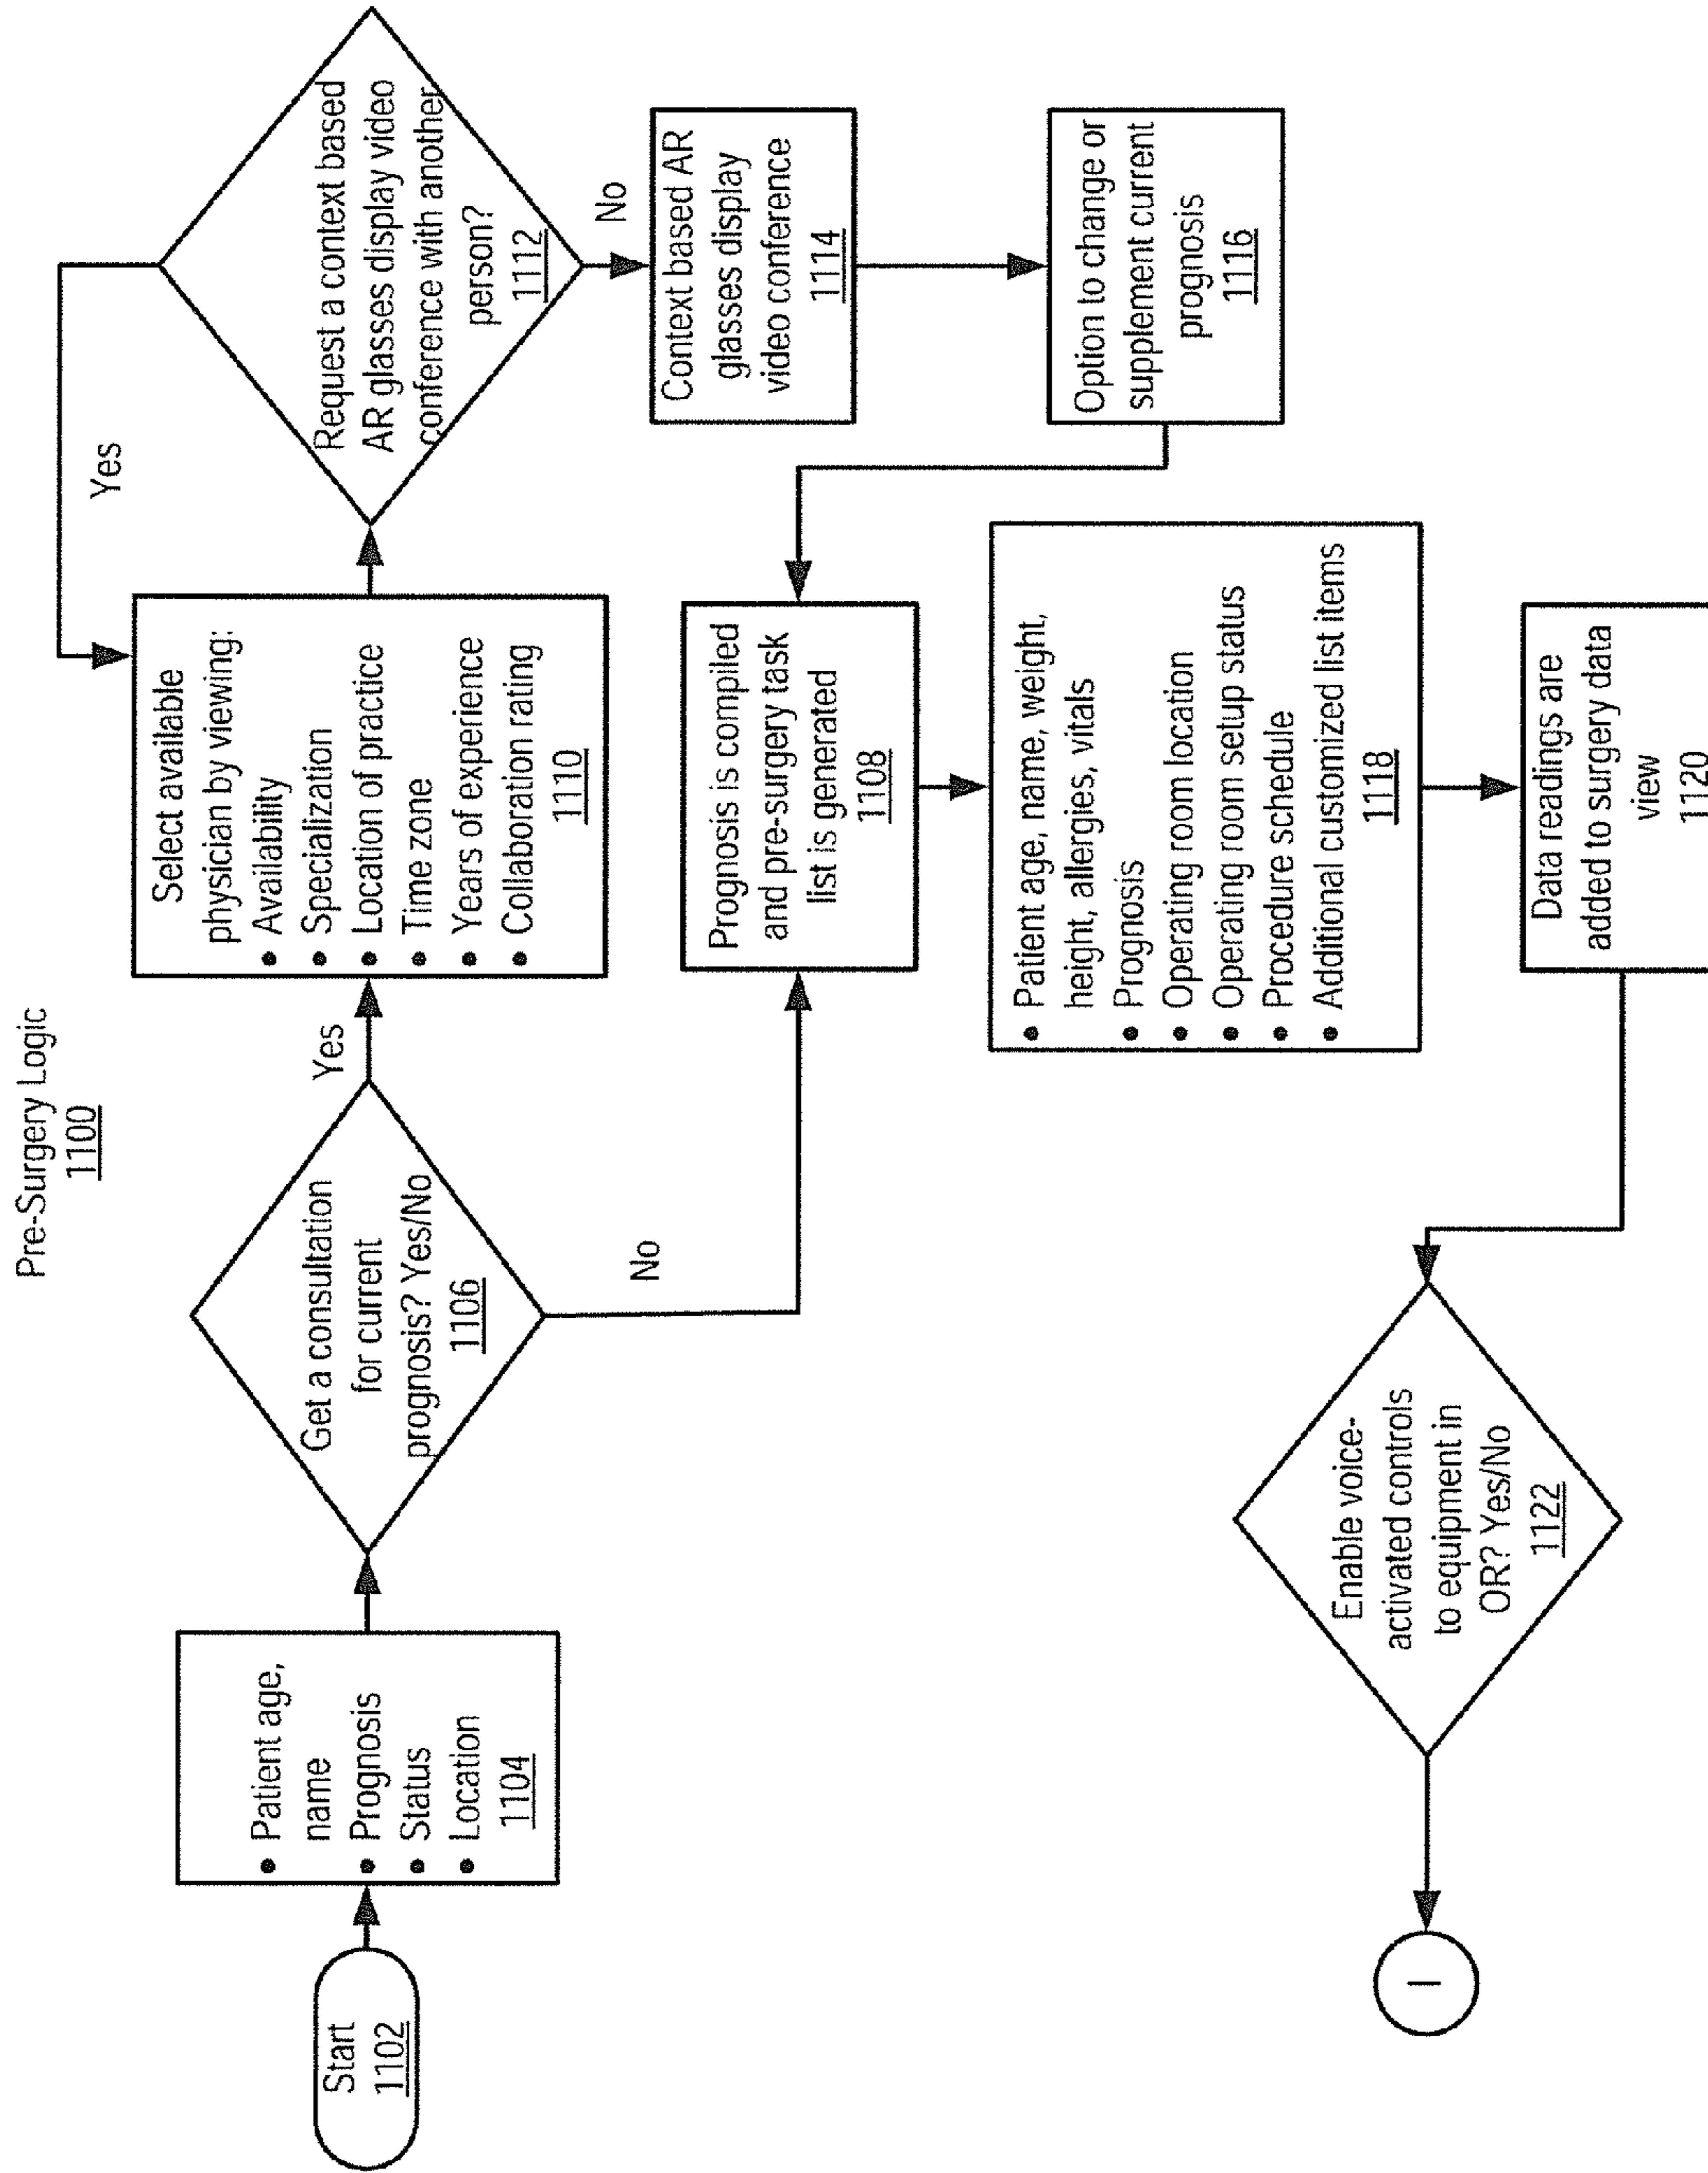 Pre-Surgery Logic
1100
Start
1102
• Patient age,
name
• Prognosis
• Status
• Location
1104
Get a consultation
for current
prognosis? Yes/No
1106
Yes
No
Select available
physician by viewing:
• Availability
• Specialization
• Location of practice
• Time zone
• Years of experience
• Collaboration rating
1110
Yes
Request a context based
AR glasses display video
conference with another
person?
1112
No
Context based AR
glasses display
video conference
1114
Option to change or
supplement current
prognosis
1116
Prognosis is compiled
and pre-surgery task
list is generated
1108
• Patient age, name, weight,
height, allergies, vitals
• Prognosis
• Operating room location
• Operating room setup status
• Procedure schedule
• Additional customized list items
1118
Data readings are
added to surgery data
view
1120
Enable voice-
activated controls
to equipment in
OR? Yes/No
1122
I